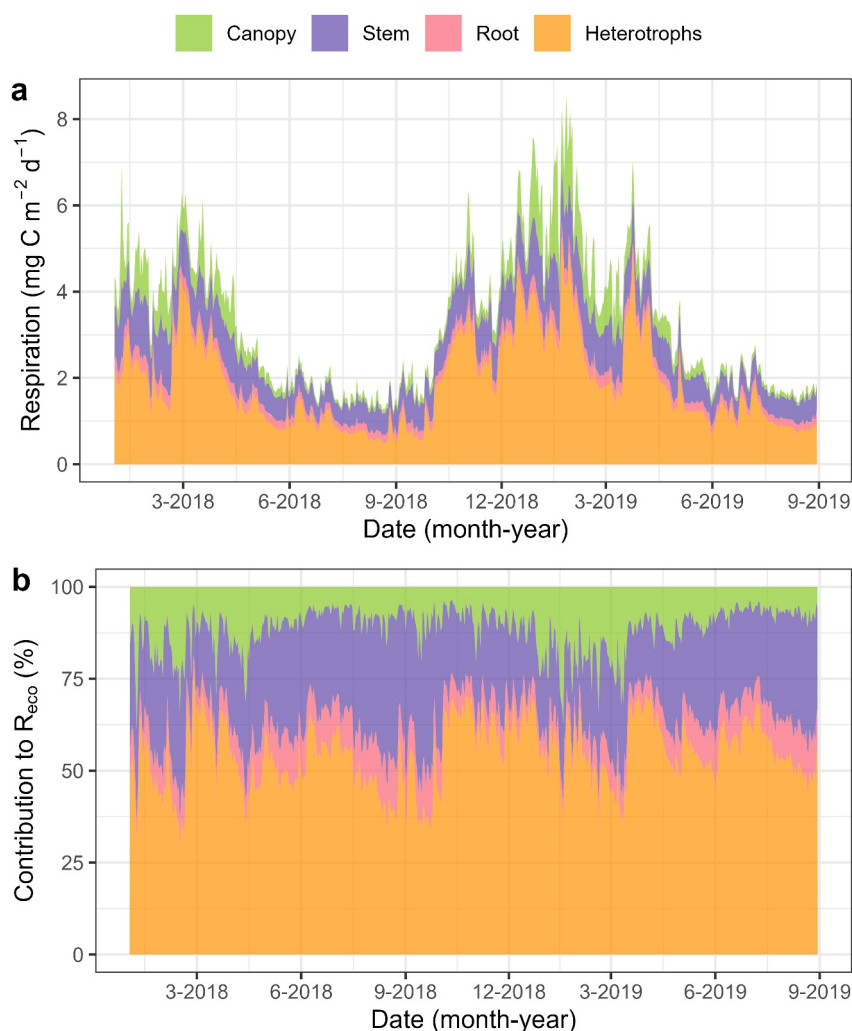 Canopy Stem Root Heterotrophs
a
Respiration (mg C m⁻² d⁻¹)
8
6
4
2
0
3-2018 6-2018 9-2018 12-2018 3-2019 6-2019 9-2019
Date (month-year)
b
Contribution to Reco (%)
100
75
50
25
0
3-2018 6-2018 9-2018 12-2018 3-2019 6-2019 9-2019
Date (month-year)